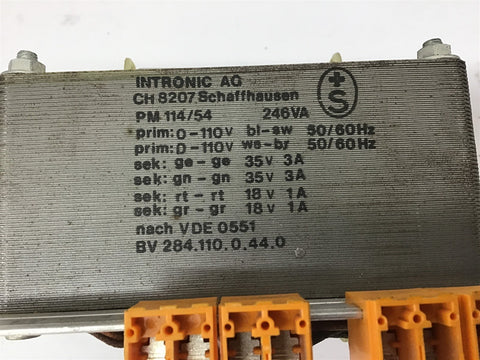 INTRONIC AG
CH 8207 Schaffhausen
PM 114/54 246VA
prim: 0-110V bl-sw 50/60Hz
prim: 0-110V ws-br 50/60Hz
sek: ge-ge 35V 3A
sek: gn-gn 35V 3A
sek: rt-rt 18V 1A
sek: gr-gr 18V 1A
nach VDE 0551
BV 284.110.0.44.0
+
S